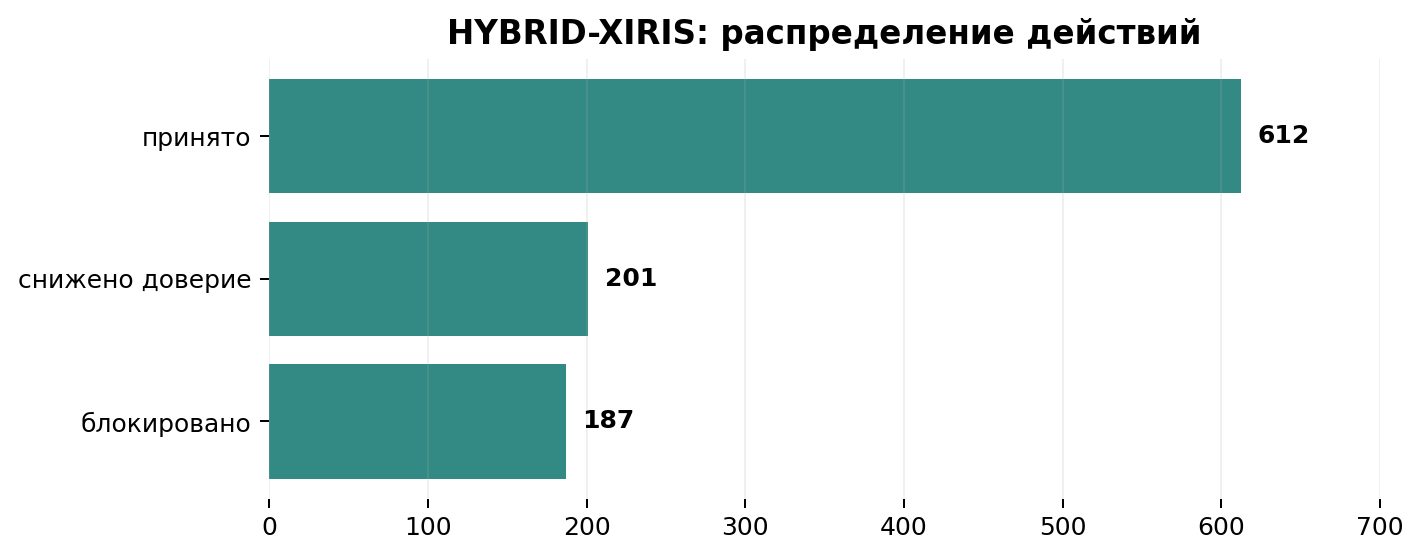 HYBRID-XIRIS: распределение действий
принято
612
снижено доверие
201
блокировано
187
0 100 200 300 400 500 600 700